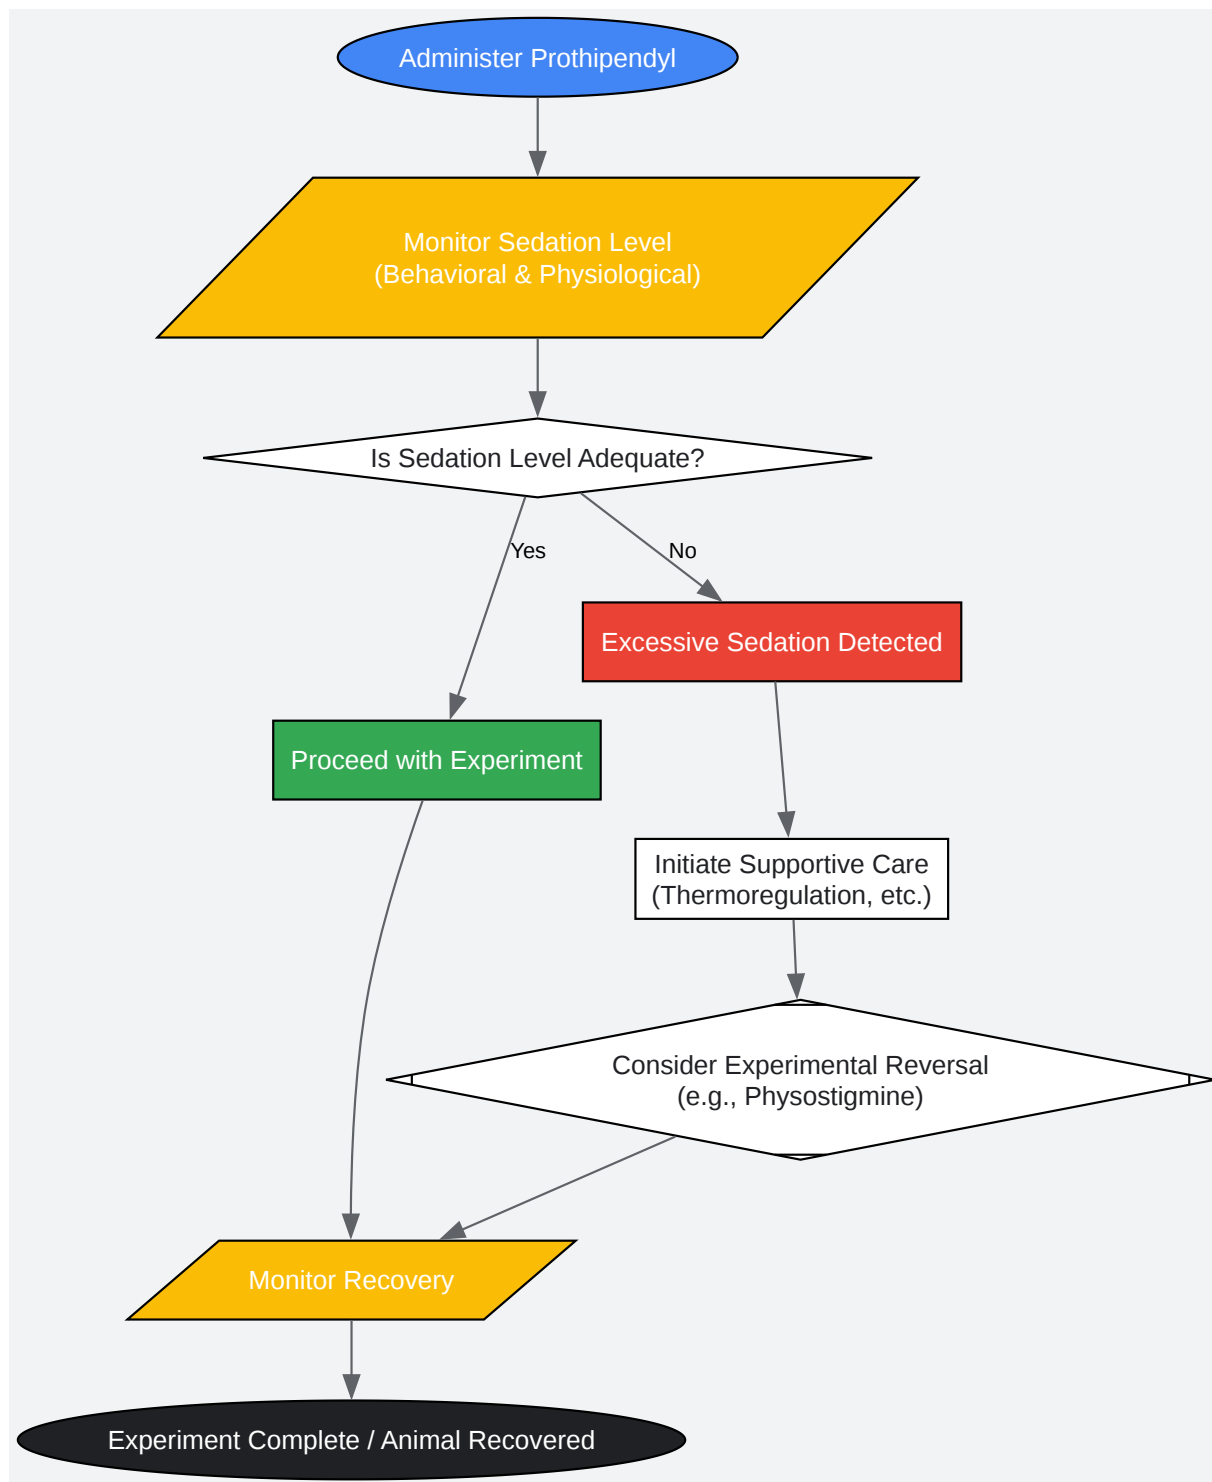 Administer Prothipendyl
Monitor Sedation Level
(Behavioral & Physiological)
Is Sedation Level Adequate?
Yes
No
Excessive Sedation Detected
Proceed with Experiment
Initiate Supportive Care
(Thermoregulation, etc.)
Consider Experimental Reversal
(e.g., Physostigmine)
Monitor Recovery
Experiment Complete / Animal Recovered